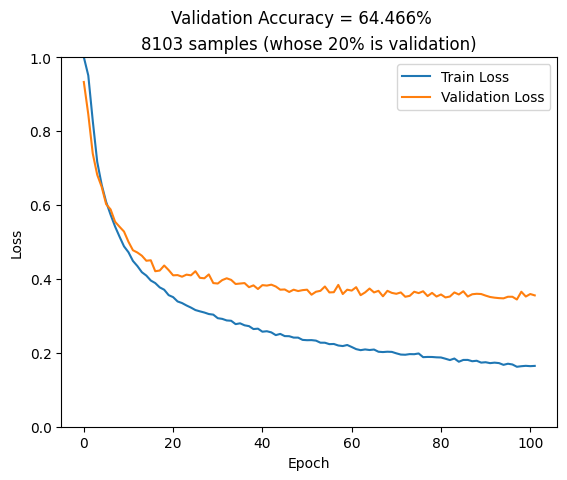 Validation Accuracy = 64.466%
8103 samples (whose 20% is validation)
Train Loss
Validation Loss
1.0
0.8
0.6
0.4
0.2
0.0
Loss
0
20
40
60
80
100
Epoch